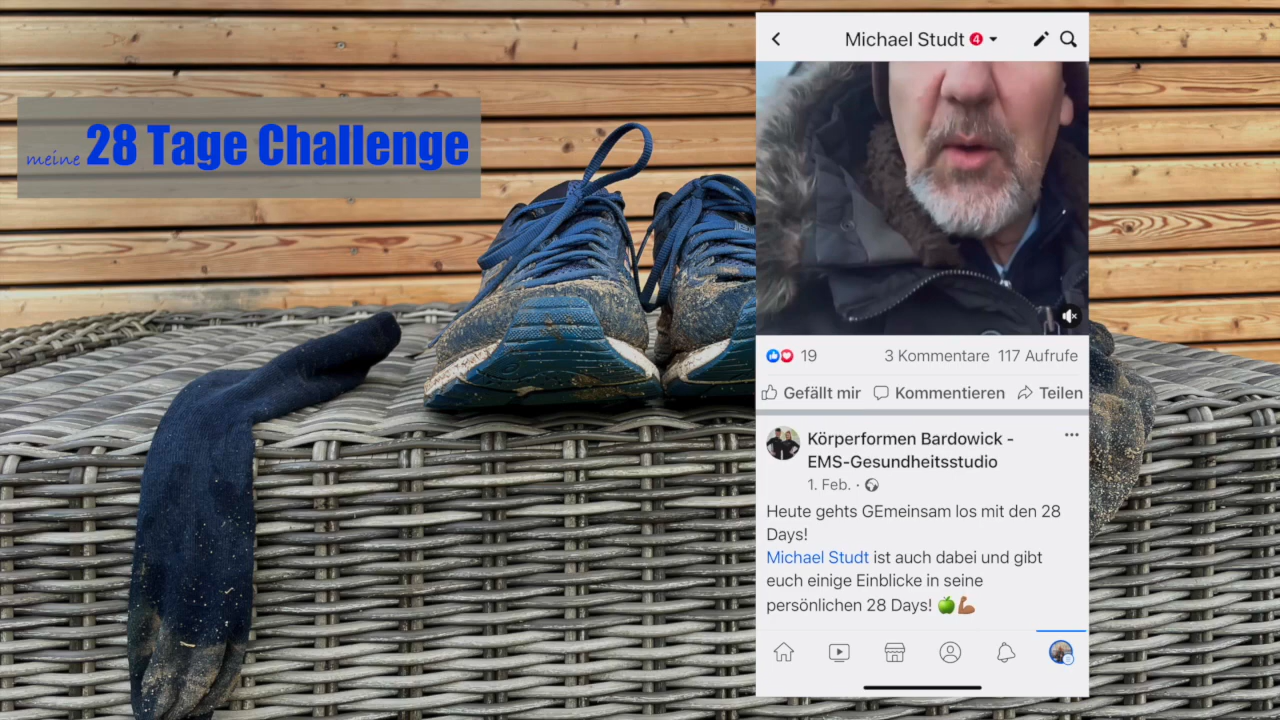 meine 28 Tage Challenge
Michael Studt 4
19 3 Kommentare 117 Aufrufe
Gefällt mir Kommentieren Teilen
Körperformen Bardowick -
EMS-Gesundheitsstudio
1. Feb. ·
Heute gehts GEmeinsam los mit den 28
Days!
Michael Studt ist auch dabei und gibt
euch einige Einblicke in seine
persönlichen 28 Days! 🍏💪🏽